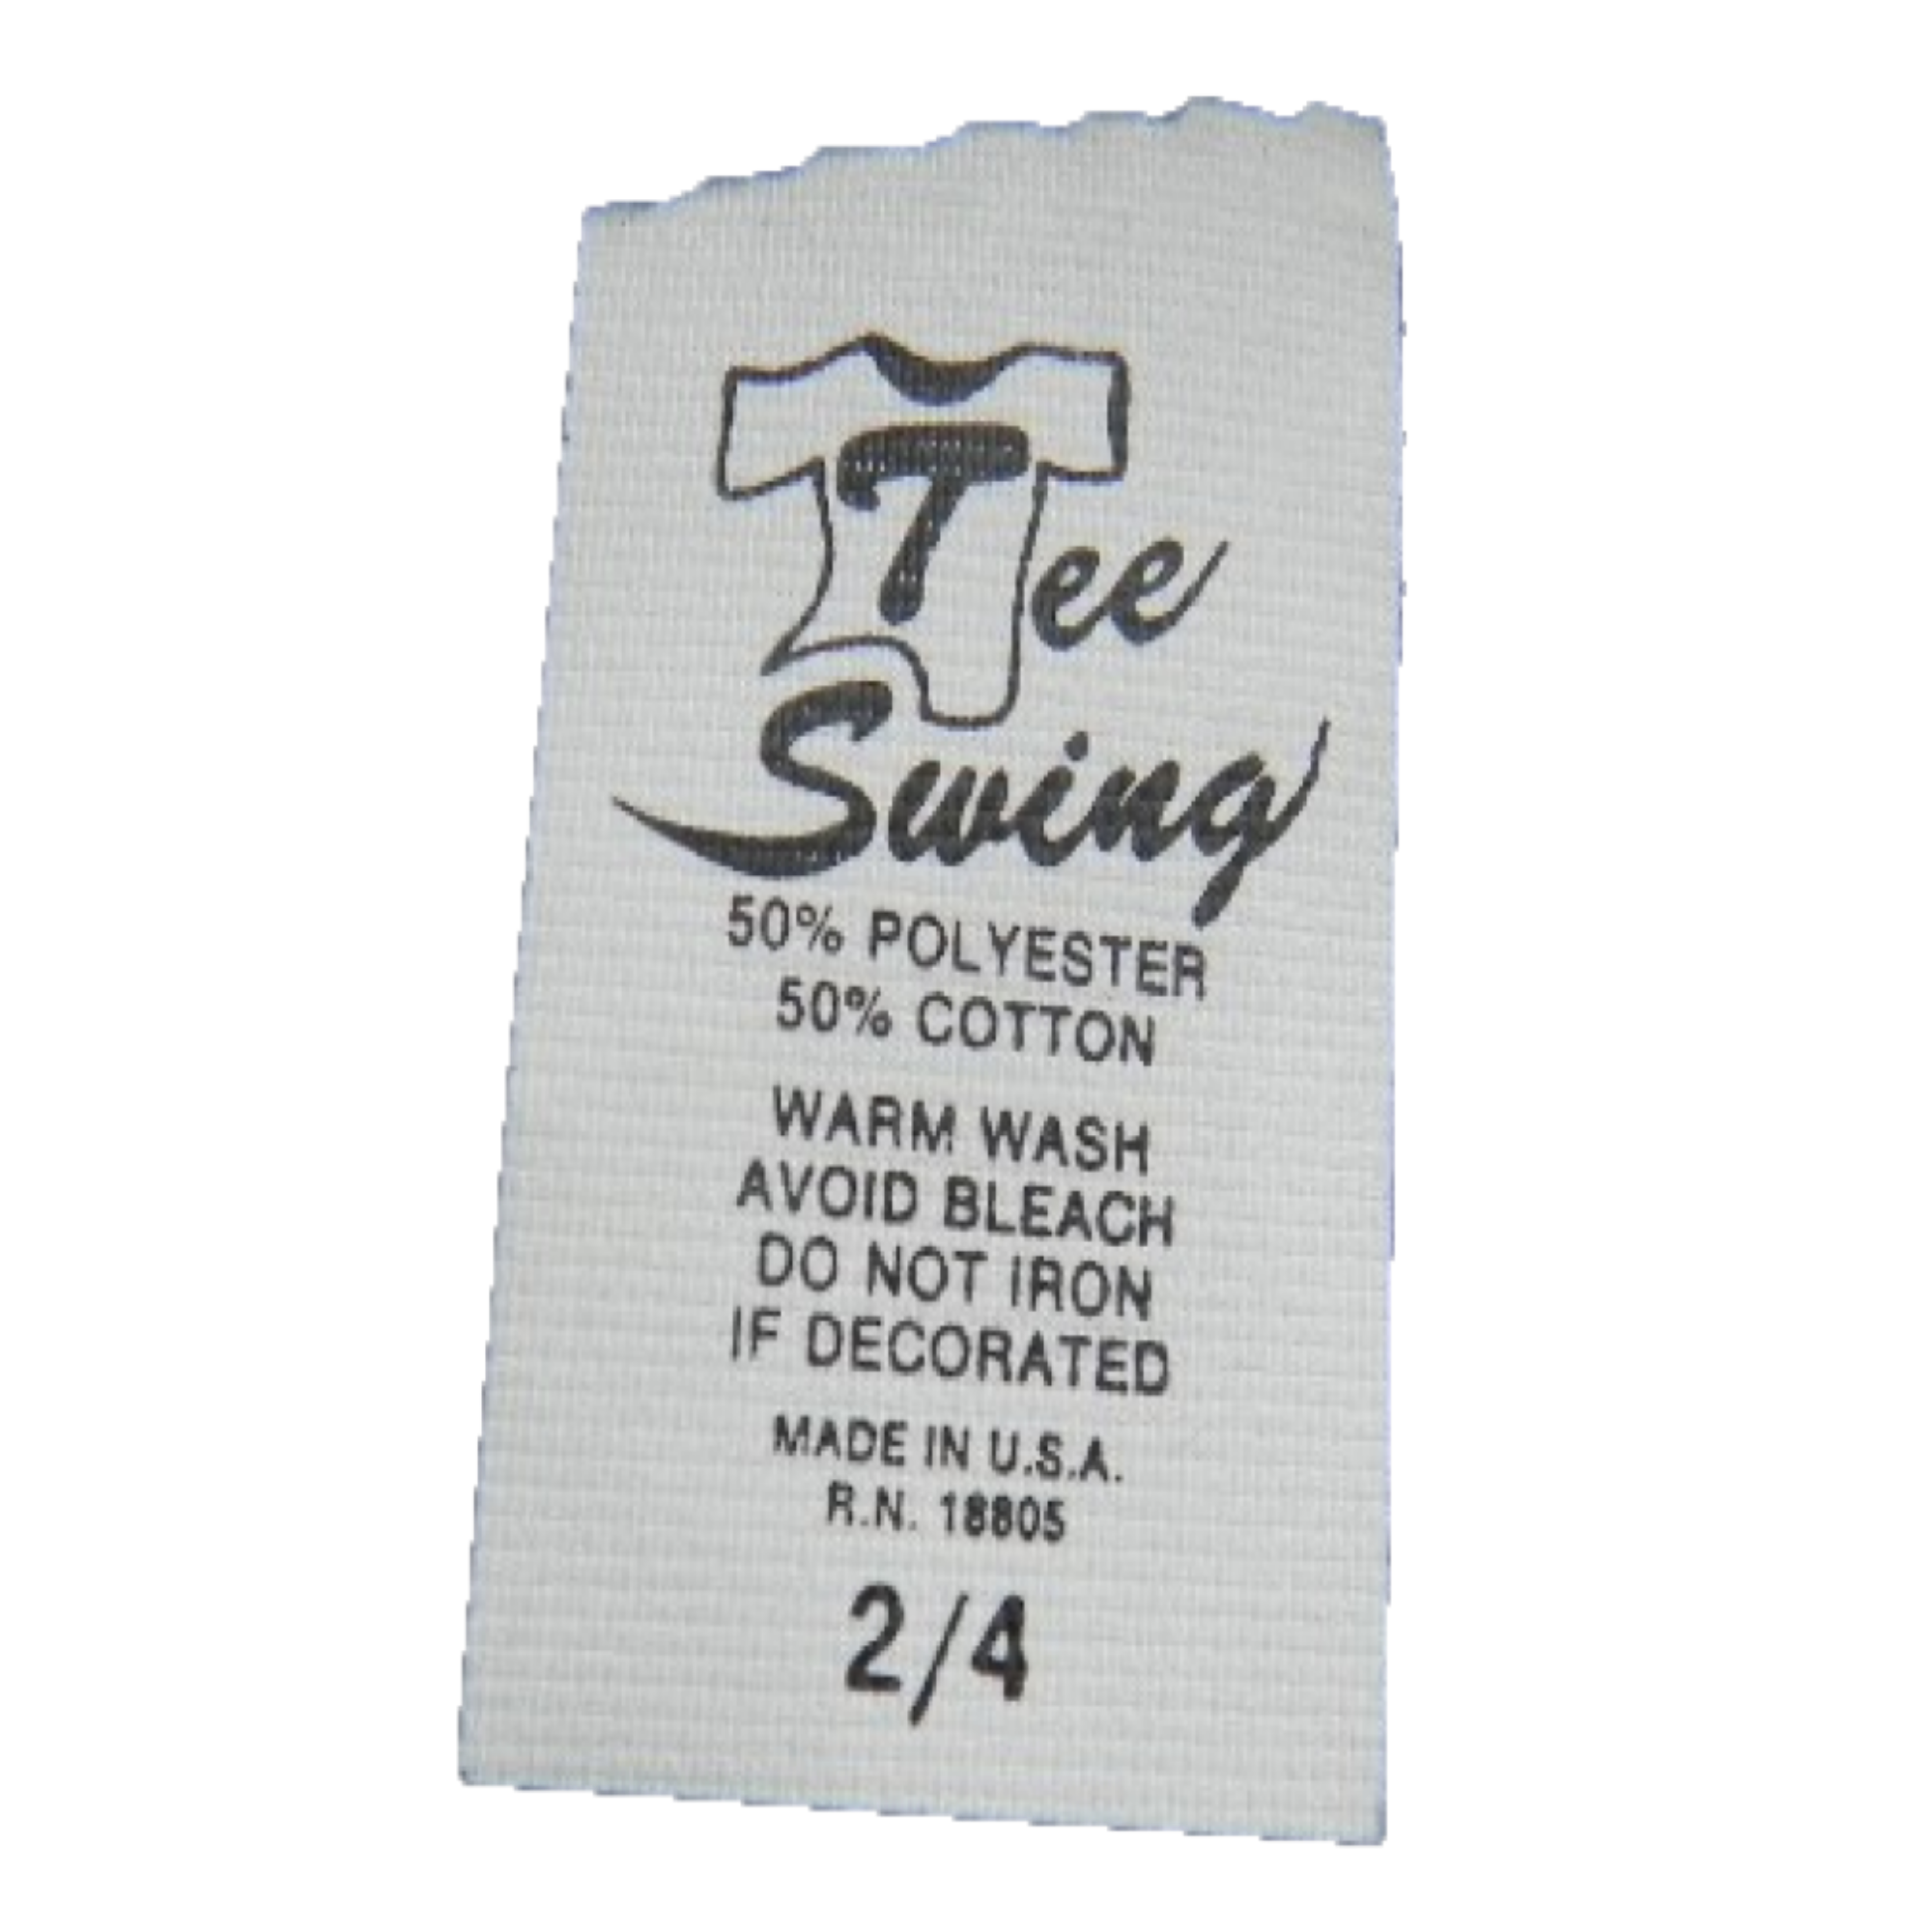 Tee
Swing
50% POLYESTER
50% COTTON
WARM WASH
AVOID BLEACH
DO NOT IRON
IF DECORATED
MADE IN U.S.A.
R.N. 18805
2/4